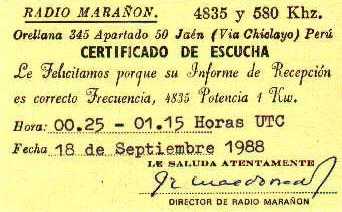 RADIO MARAÑON. 4835 y 580 Khz.
Orellana 345 Apartado 50 Jaén (Via Chiclayo) Perú
CERTIFICADO DE ESCUCHA
Le Felicitamos porque su Informe de Recepción
es correcto Frecuencia, 4835 Potencia 1 Kw.
Hora: 00.25 - 01.15 Horas UTC
Fecha 18 de Septiembre 1988
LE SALUDA ATENTAMENTE
DIRECTOR DE RADIO MARAÑON